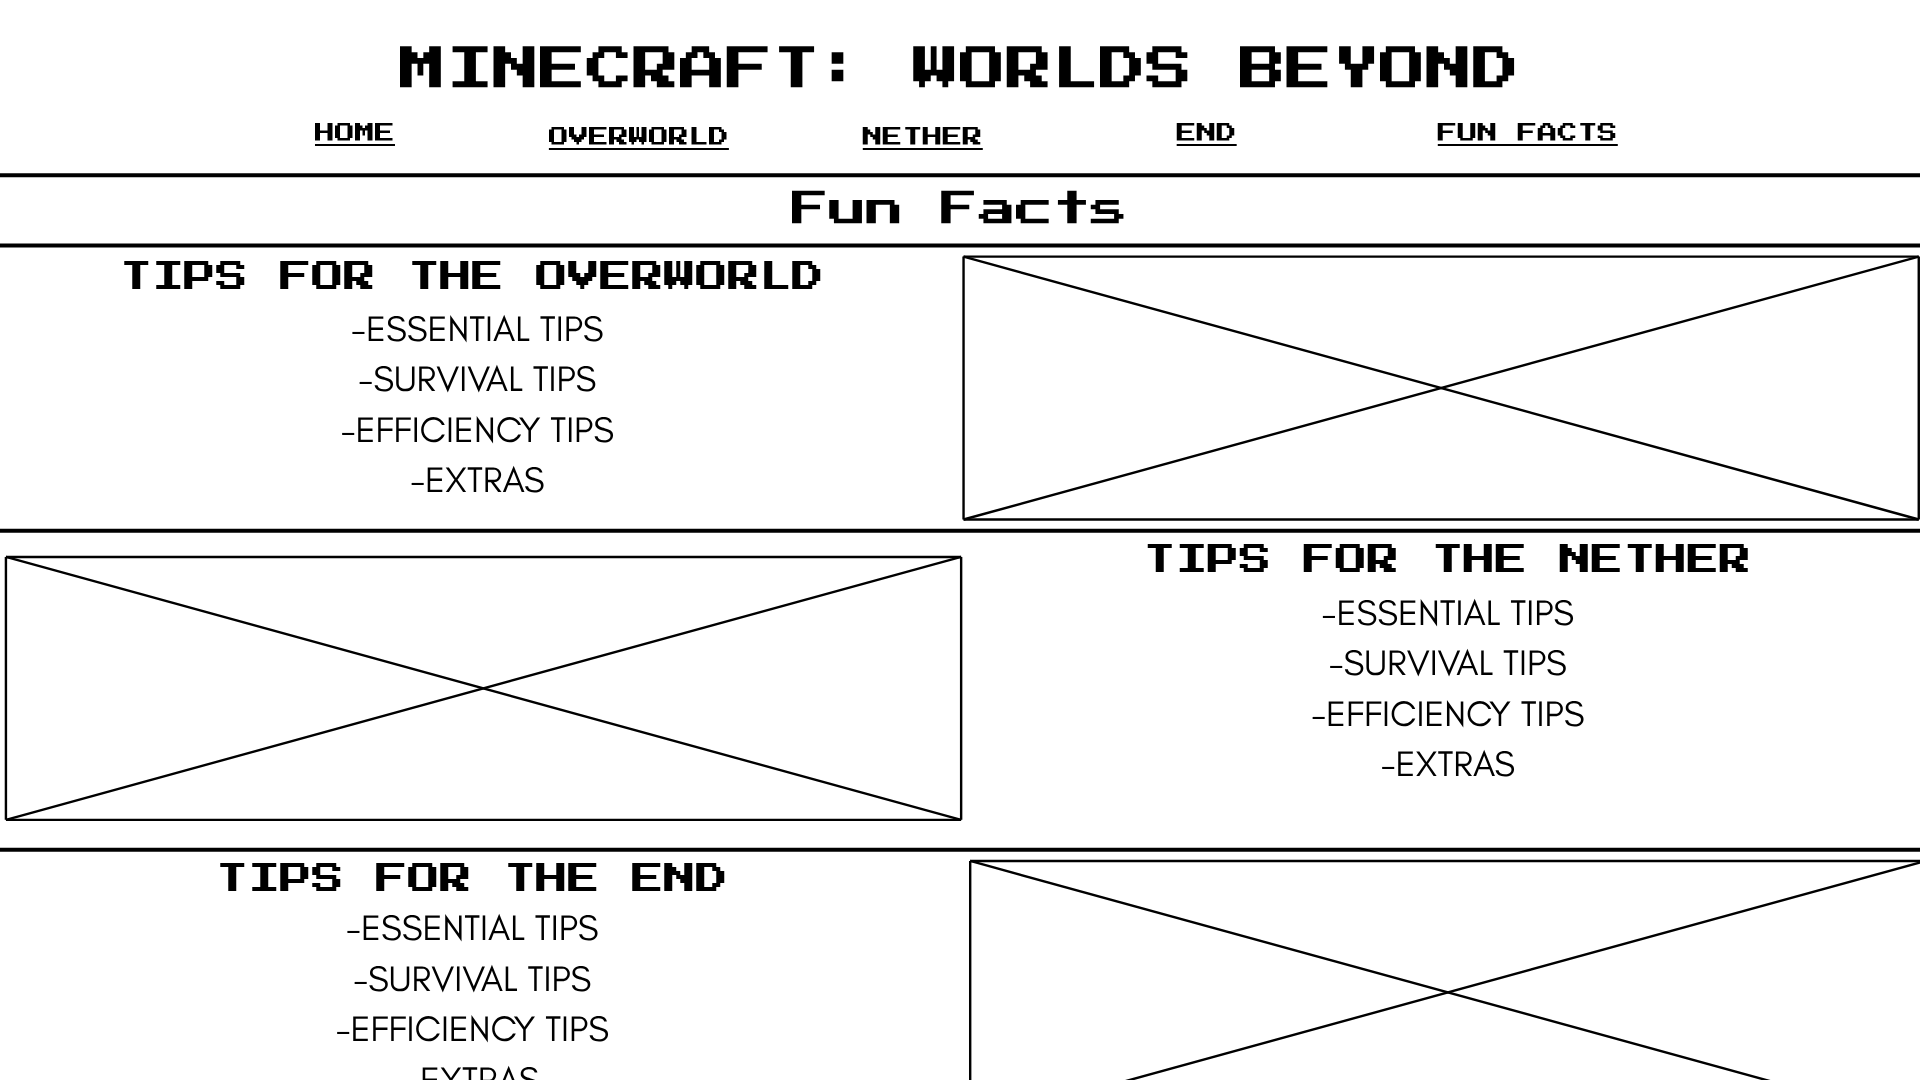 MINECRAFT: WORLDS BEYOND
HOME OVERWORLD NETHER END FUN FACTS
Fun Facts
TIPS FOR THE OVERWORLD
-ESSENTIAL TIPS
-SURVIVAL TIPS
-EFFICIENCY TIPS
-EXTRAS
TIPS FOR THE NETHER
-ESSENTIAL TIPS
-SURVIVAL TIPS
-EFFICIENCY TIPS
-EXTRAS
TIPS FOR THE END
-ESSENTIAL TIPS
-SURVIVAL TIPS
-EFFICIENCY TIPS
EXTRAS